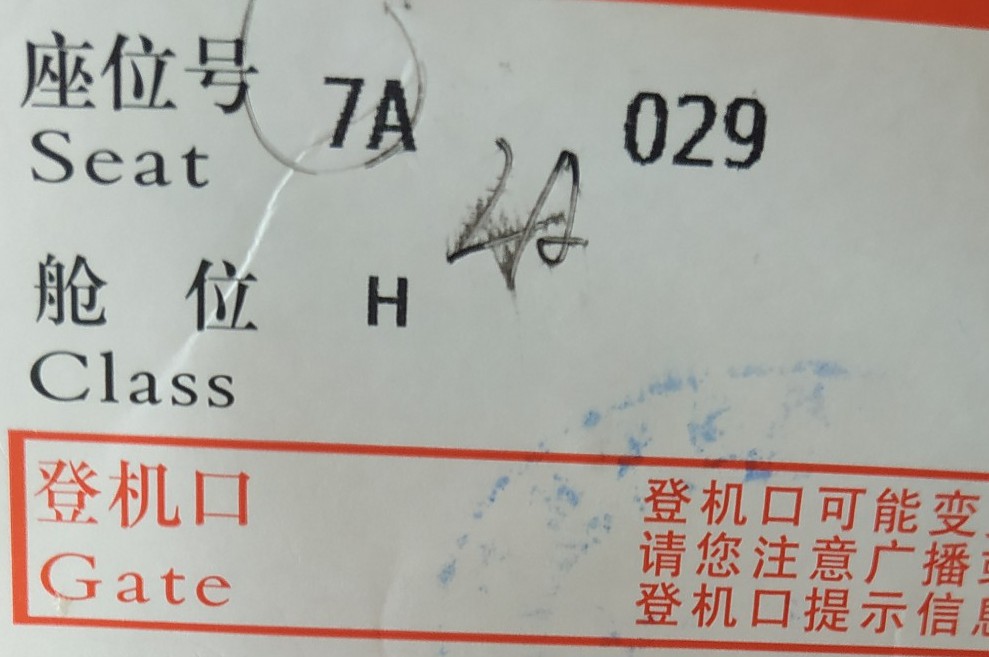 座位号 7A 029
Seat
舱位 H
Class
登机口
Gate
登机口可能变
请您注意广播
登机口提示信息